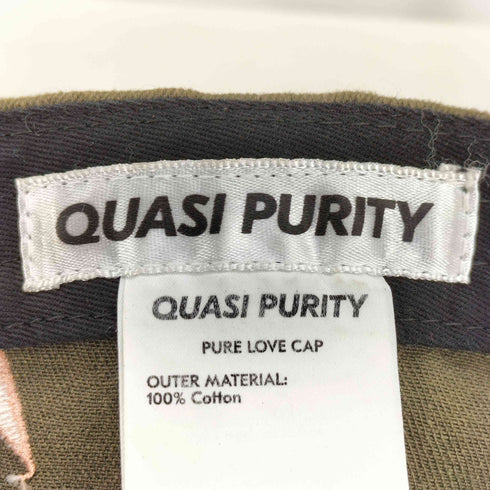 QUASI PURITY
QUASI PURITY
PURE LOVE CAP
OUTER MATERIAL:
100% Cotton